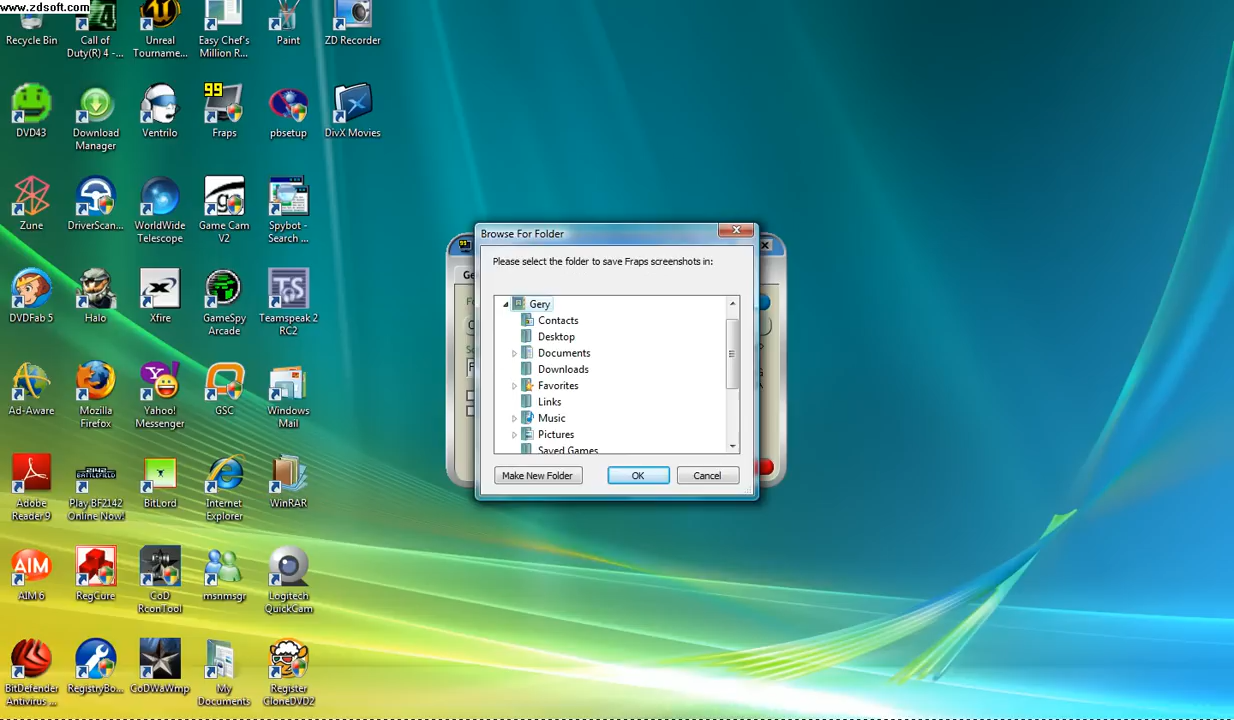 www.zdsoft.com
Recycle Bin
Call of
Duty(R) 4 -...
Unreal
Tourname...
Easy Chef's
Million R...
Paint
ZD Recorder
DVD43
Download
Manager
Ventrilo
99
Fraps
pbsetup
DivX Movies
Zune
DriverScan...
WorldWide
Telescope
Game Cam
V2
Spybot -
Search ...
DVDFab 5
Halo
Xfire
GameSpy
Arcade
TS
Teamspeak 2
RC2
Ad-Aware
Mozilla
Firefox
Yahoo!
Messenger
GSC
Windows
Mail
Adobe
Reader 9
BATTLEFIELD
Play BF2142
Online Now!
BitLord
Internet
Explorer
WinRAR
AIM
AIM 6
RegCure
CoD
RconTool
msnmsgr
Logitech
QuickCam
BitDefender
Antivirus ...
RegistryBo...
CoDWaWmp
My
Documents
Register
CloneDVD2
Browse For Folder
Please select the folder to save Fraps screenshots in:
Gery
Contacts
Desktop
Documents
Downloads
Favorites
Links
Music
Pictures
Saved Games
Make New Folder
OK
Cancel